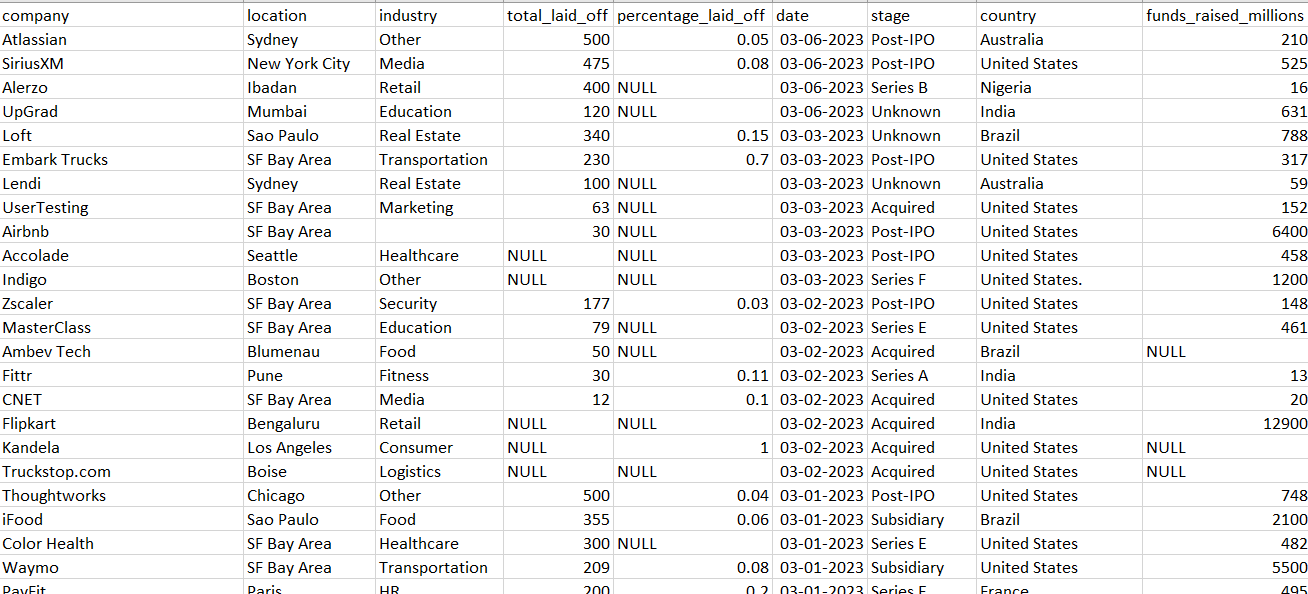 company location industry total_laid_off percentage_laid_off date stage country funds_raised_millions
Atlassian Sydney Other 500 0.05 03-06-2023 Post-IPO Australia 210
SiriusXM New York City Media 475 0.08 03-06-2023 Post-IPO United States 525
Alerzo Ibadan Retail 400 NULL 03-06-2023 Series B Nigeria 16
UpGrad Mumbai Education 120 NULL 03-06-2023 Unknown India 631
Loft Sao Paulo Real Estate 340 0.15 03-03-2023 Unknown Brazil 788
Embark Trucks SF Bay Area Transportation 230 0.7 03-03-2023 Post-IPO United States 317
Lendi Sydney Real Estate 100 NULL 03-03-2023 Unknown Australia 59
UserTesting SF Bay Area Marketing 63 NULL 03-03-2023 Acquired United States 152
Airbnb SF Bay Area 30 NULL 03-03-2023 Post-IPO United States 6400
Accolade Seattle Healthcare NULL NULL 03-03-2023 Post-IPO United States 458
Indigo Boston Other NULL NULL 03-03-2023 Series F United States. 1200
Zscaler SF Bay Area Security 177 0.03 03-02-2023 Post-IPO United States 148
MasterClass SF Bay Area Education 79 NULL 03-02-2023 Series E United States 461
Ambev Tech Blumenau Food 50 NULL 03-02-2023 Acquired Brazil NULL
Fittr Pune Fitness 30 0.11 03-02-2023 Series A India 13
CNET SF Bay Area Media 12 0.1 03-02-2023 Acquired United States 20
Flipkart Bengaluru Retail NULL NULL 03-02-2023 Acquired India 12900
Kandela Los Angeles Consumer NULL 1 03-02-2023 Acquired United States NULL
Truckstop.com Boise Logistics NULL NULL 03-02-2023 Acquired United States NULL
Thoughtworks Chicago Other 500 0.04 03-01-2023 Post-IPO United States 748
iFood Sao Paulo Food 355 0.06 03-01-2023 Subsidiary Brazil 2100
Color Health SF Bay Area Healthcare 300 NULL 03-01-2023 Series E United States 482
Waymo SF Bay Area Transportation 209 0.08 03-01-2023 Subsidiary United States 5500
PayFit Paris HR 200 0.2 03-01-2023 Series France 495